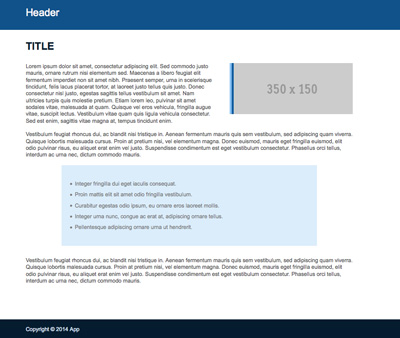 Header
TITLE
Lorem ipsum dolor sit amet, consectetur adipiscing elit. Sed commodo justo
mauris, ornare rutrum nisi elementum sed. Maecenas a libero feugiat elit
fermentum imperdiet non sit amet nibh. Praesent semper, urna in scelerisque
tincidunt, felis lacus placerat tortor, at laoreet justo tellus quis justo. Donec
consectetur nisl justo, egestas sagittis tellus vestibulum sit amet. Nam
ultricies turpis quis molestie pretium. Etiam lorem leo, pulvinar sit amet
sodales vitae, malesuada at quam. Quisque vel eros vehicula, fringilla augue
vitae, suscipit lectus. Vestibulum vitae quam quis ligula vehicula consectetur.
Sed est enim, sagittis vitae magna at, tempus tincidunt enim.
350 x 150
Vestibulum feugiat rhoncus dui, ac blandit nisi tristique in. Aenean fermentum mauris quis sem vestibulum, sed adipiscing quam viverra.
Quisque lobortis malesuada cursus. Proin at pretium nisi, vel elementum magna. Donec euismod, mauris eget fringilla euismod, elit
odio pulvinar enim, eu aliquet erat enim vel justo. Suspendisse condimentum est eget vestibulum consectetur. Phasellus orci tellus,
mattis ac mollis nec, dictum commodo mauris.
• Integer fringilla dui eget iaculis consequat.
• Proin mattis elit sit amet odio fringilla vestibulum.
• Curabitur egestas odio ipsum, eu ornare eros laoreet mollis.
• Integer urna nunc, congue ac erat at, adipiscing ornare tellus.
• Pellentesque adipiscing ornare urna ut hendrerit.
Vestibulum feugiat rhoncus dui, ac blandit nisi tristique in. Aenean fermentum mauris quis sem vestibulum, sed adipiscing quam viverra.
Quisque lobortis malesuada cursus. Proin at pretium nisi, vel elementum magna. Donec euismod, mauris eget fringilla euismod, elit
odio pulvinar enim, eu aliquet erat enim vel justo. Suspendisse condimentum est eget vestibulum consectetur. Phasellus orci tellus,
mattis ac mollis nec, dictum commodo mauris.
Copyright © 2014 App